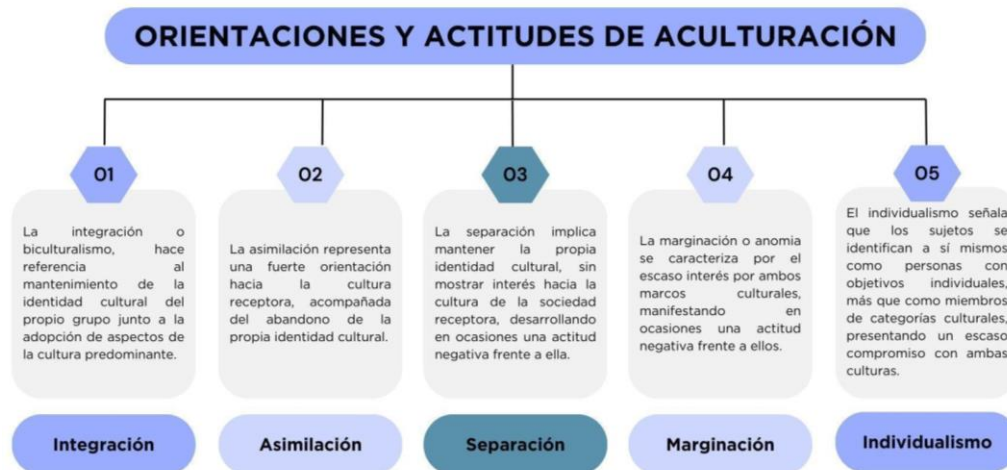 ORIENTACIONES Y ACTITUDES DE ACULTURACIÓN
01
La integración o
biculturalismo, hace
referencia al
mantenimiento de la
identidad cultural del
propio grupo junto a la
adopción de aspectos de
la cultura predominante.
Integración
02
La asimilación representa
una fuerte orientación
hacia la cultura
receptora, acompañada
del abandono de la
propia identidad cultural.
Asimilación
03
La separación implica
mantener la propia
identidad cultural, sin
mostrar interés hacia la
cultura de la sociedad
receptora, desarrollando
en ocasiones una actitud
negativa frente a ella.
Separación
04
La marginación o anomia
se caracteriza por el
escaso interés por ambos
marcos culturales,
manifestando en
ocasiones una actitud
negativa frente a ellos.
Marginación
05
El individualismo señala
que los sujetos se
identifican a sí mismos
como personas con
objetivos individuales,
más que como miembros
de categorías culturales,
presentando un escaso
compromiso con ambas
culturas.
Individualismo